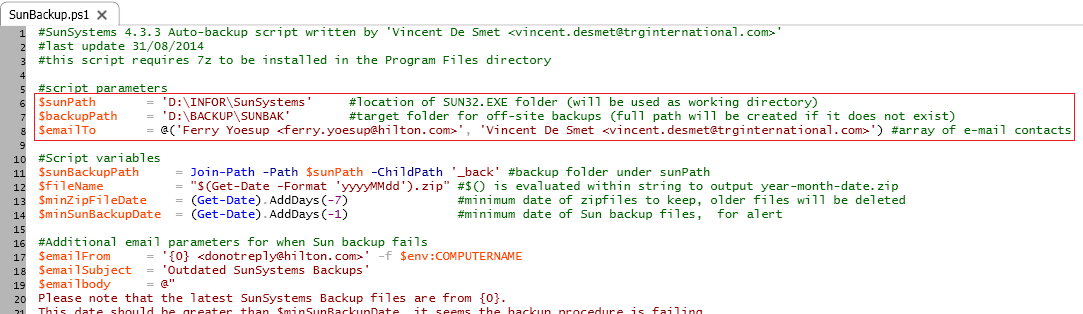 SunBackup.ps1
1 #SunSystems 4.3.3 Auto-backup script written by 'Vincent De Smet <vincent.desmet@trginternational.com>'
2 #last update 31/08/2014
3 #this script requires 7z to be installed in the Program Files directory
4
5 #script parameters
6 $sunPath = 'D:\INFOR\SunSystems' #location of SUN32.EXE folder (will be used as working directory)
7 $backupPath = 'D:\BACKUP\SUNBAK' #target folder for off-site backups (full path will be created if it does not exist)
8 $emailTo = @('Ferry Yoesup <ferry.yoesup@hilton.com>', 'Vincent De Smet <vincent.desmet@trginternational.com>') #array of e-mail contacts
9
10 #Script variables
11 $sunBackupPath = Join-Path -Path $sunPath -ChildPath '_back' #backup folder under sunPath
12 $fileName = "$(Get-Date -Format 'yyyyMMdd').zip" #$() is evaluated within string to output year-month-date.zip
13 $minZipFileDate = (Get-Date).AddDays(-7) #minimum date of zipfiles to keep, older files will be deleted
14 $minSunBackupDate = (Get-Date).AddDays(-1) #minimum date of Sun backup files, for alert
15
16 #Additional email parameters for when Sun backup fails
17 $emailFrom = '{0} <donotreply@hilton.com>' -f $env:COMPUTERNAME
18 $emailSubject = 'Outdated SunSystems Backups'
19 $emailbody = @"
20 Please note that the latest SunSystems Backup files are from {0}.
21 This date should be greater than $minSunBackupDate, it seems the backup procedure is failing